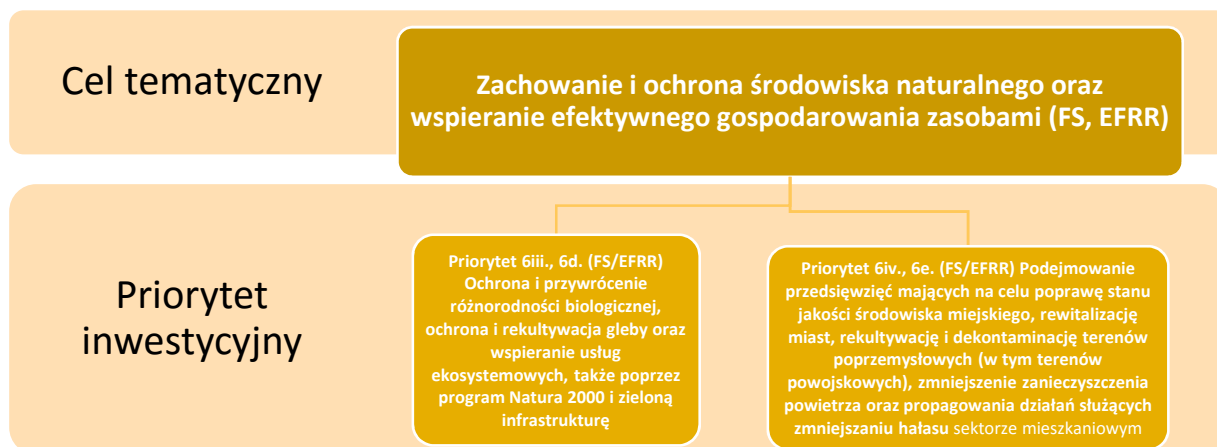 Cel tematyczny
Zachowanie i ochrona środowiska naturalnego oraz
wspieranie efektywnego gospodarowania zasobami (FS, EFRR)
Priorytet
inwestycyjny
Priorytet 6iii., 6d. (FS/EFRR)
Ochrona i przywrócenie
różnorodności biologicznej,
ochrona i rekultywacja gleby oraz
wspieranie usług
ekosystemowych, także poprzez
program Natura 2000 i zieloną
infrastrukturę
Priorytet 6iv., 6e. (FS/EFRR) Podejmowanie
przedsięwzięć mających na celu poprawę stanu
jakości środowiska miejskiego, rewitalizację
miast, rekultywację i dekontaminację terenów
poprzemysłowych (w tym terenów
powojskowych), zmniejszenie zanieczyszczenia
powietrza oraz propagowania działań służących
zmniejszaniu hałasu sektorze mieszkaniowym